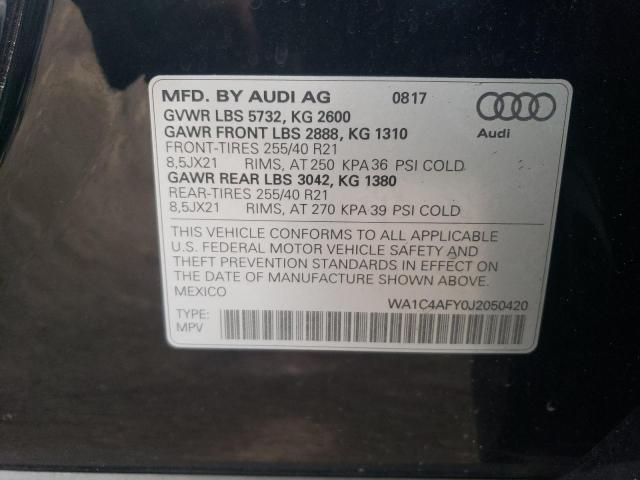 MFD. BY AUDI AG 0817
GVWR LBS 5732, KG 2600
GAWR FRONT LBS 2888, KG 1310
FRONT-TIRES 255/40 R21
8,5JX21 RIMS, AT 250 KPA 36 PSI COLD
GAWR REAR LBS 3042, KG 1380
REAR-TIRES 255/40 R21
8,5JX21 RIMS, AT 270 KPA 39 PSI COLD
Audi
THIS VEHICLE CONFORMS TO ALL APPLICABLE
U.S. FEDERAL MOTOR VEHICLE SAFETY AND
THEFT PREVENTION STANDARDS IN EFFECT ON
THE DATE OF MANUFACTURE SHOWN ABOVE.
MEXICO WA1C4AFY0J2050420
TYPE:
MPV